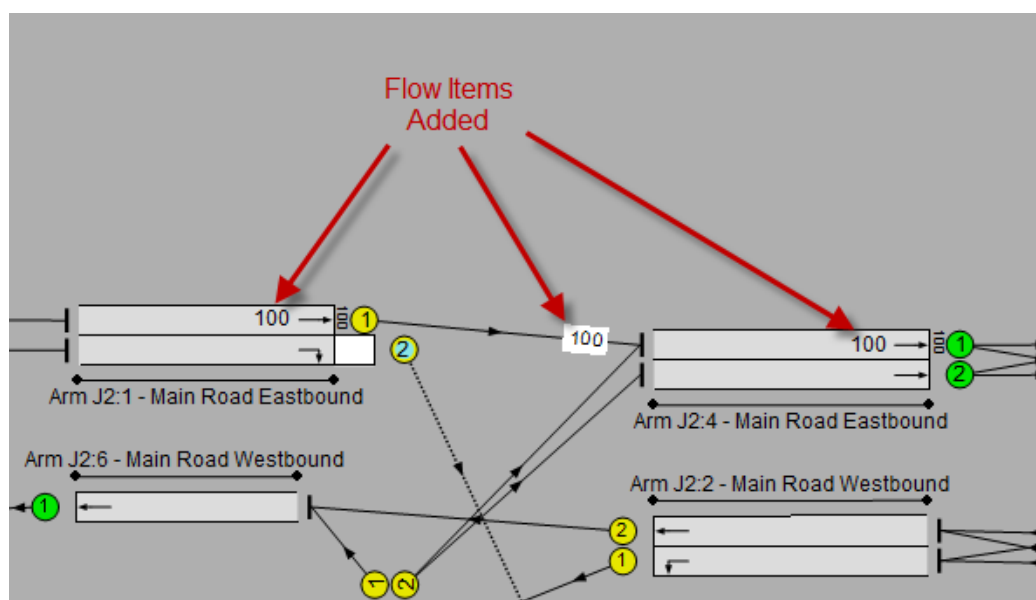 Flow Items
Added
100
100
1
2
100
100
100
1
2
Arm J2:1 - Main Road Eastbound
Arm J2:4 - Main Road Eastbound
Arm J2:6 - Main Road Westbound
1
Arm J2:2 - Main Road Westbound
2
1
1
2